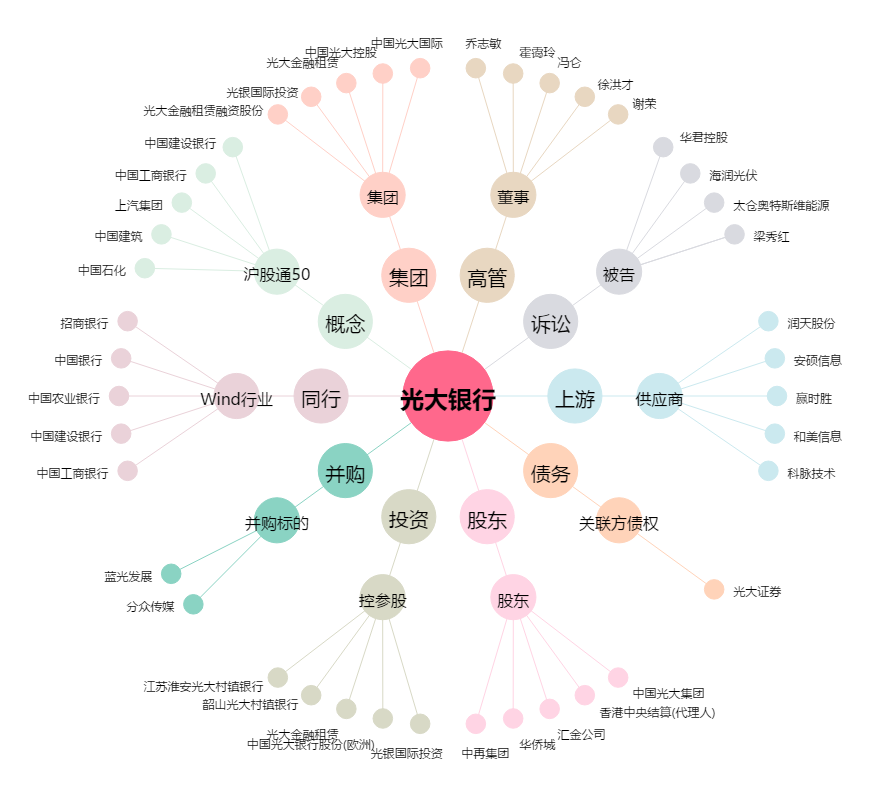 中国光大国际
中国光大控股
光大金融租赁
光银国际投资
光大金融租赁融资股份
乔志敏
霍霭玲
冯仑
徐洪才
谢荣
中国建设银行
中国工商银行
上汽集团
中国建筑
中国石化
集团
董事
华君控股
海润光伏
太仓奥特斯维能源
梁秀红
沪股通50
集团
高管
被告
概念
诉讼
招商银行
中国银行
中国农业银行
中国建设银行
中国工商银行
Wind行业
同行
光大银行
上游
供应商
润天股份
安硕信息
赢时胜
和美信息
科脉技术
并购
债务
并购标的
投资
股东
关联方债权
蓝光发展
分众传媒
控参股
股东
光大证券
江苏淮安光大村镇银行
韶山光大村镇银行
光大金融租赁
中国光大银行股份(欧洲)
光银国际投资
中再集团
华侨城
汇金公司
香港中央结算(代理人)
中国光大集团